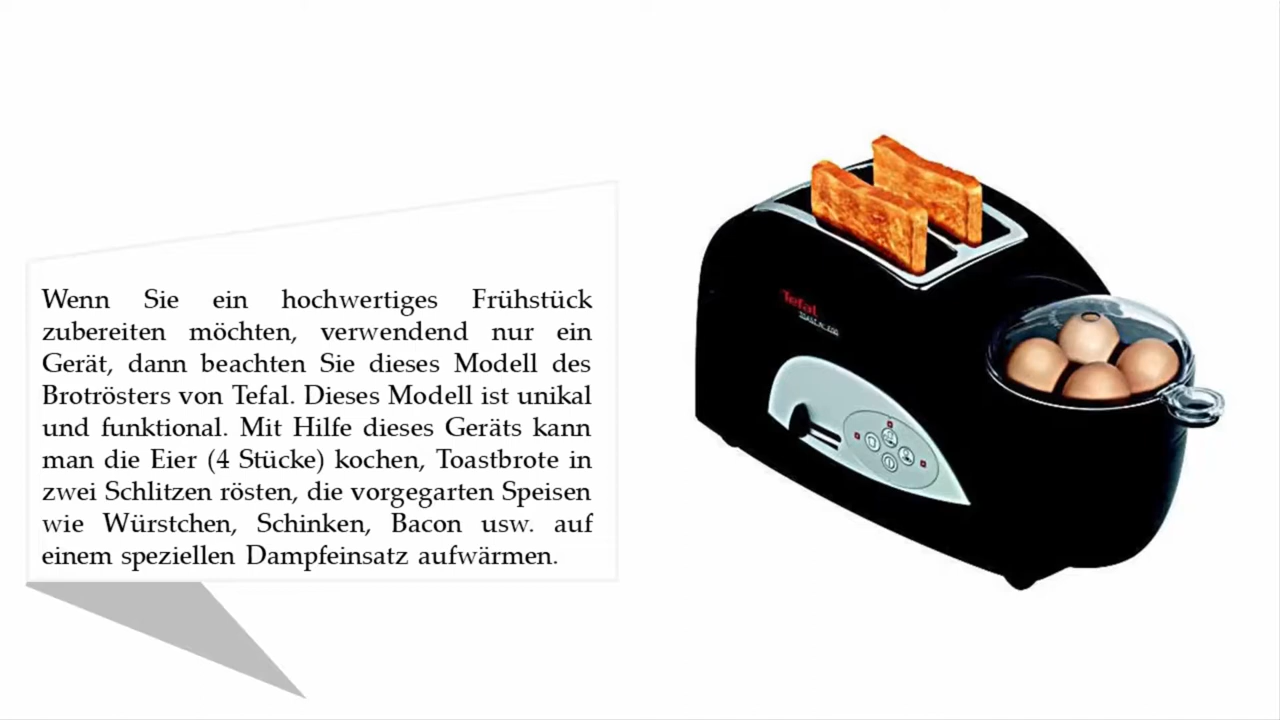 Wenn Sie ein hochwertiges Frühstück
zubereiten möchten, verwendend nur ein
Gerät, dann beachten Sie dieses Modell des
Brotrösters von Tefal. Dieses Modell ist unikal
und funktional. Mit Hilfe dieses Geräts kann
man die Eier (4 Stücke) kochen, Toastbrote in
zwei Schlitzen rösten, die vorgegarten Speisen
wie Würstchen, Schinken, Bacon usw. auf
einem speziellen Dampfeinsatz aufwärmen.
Tefal